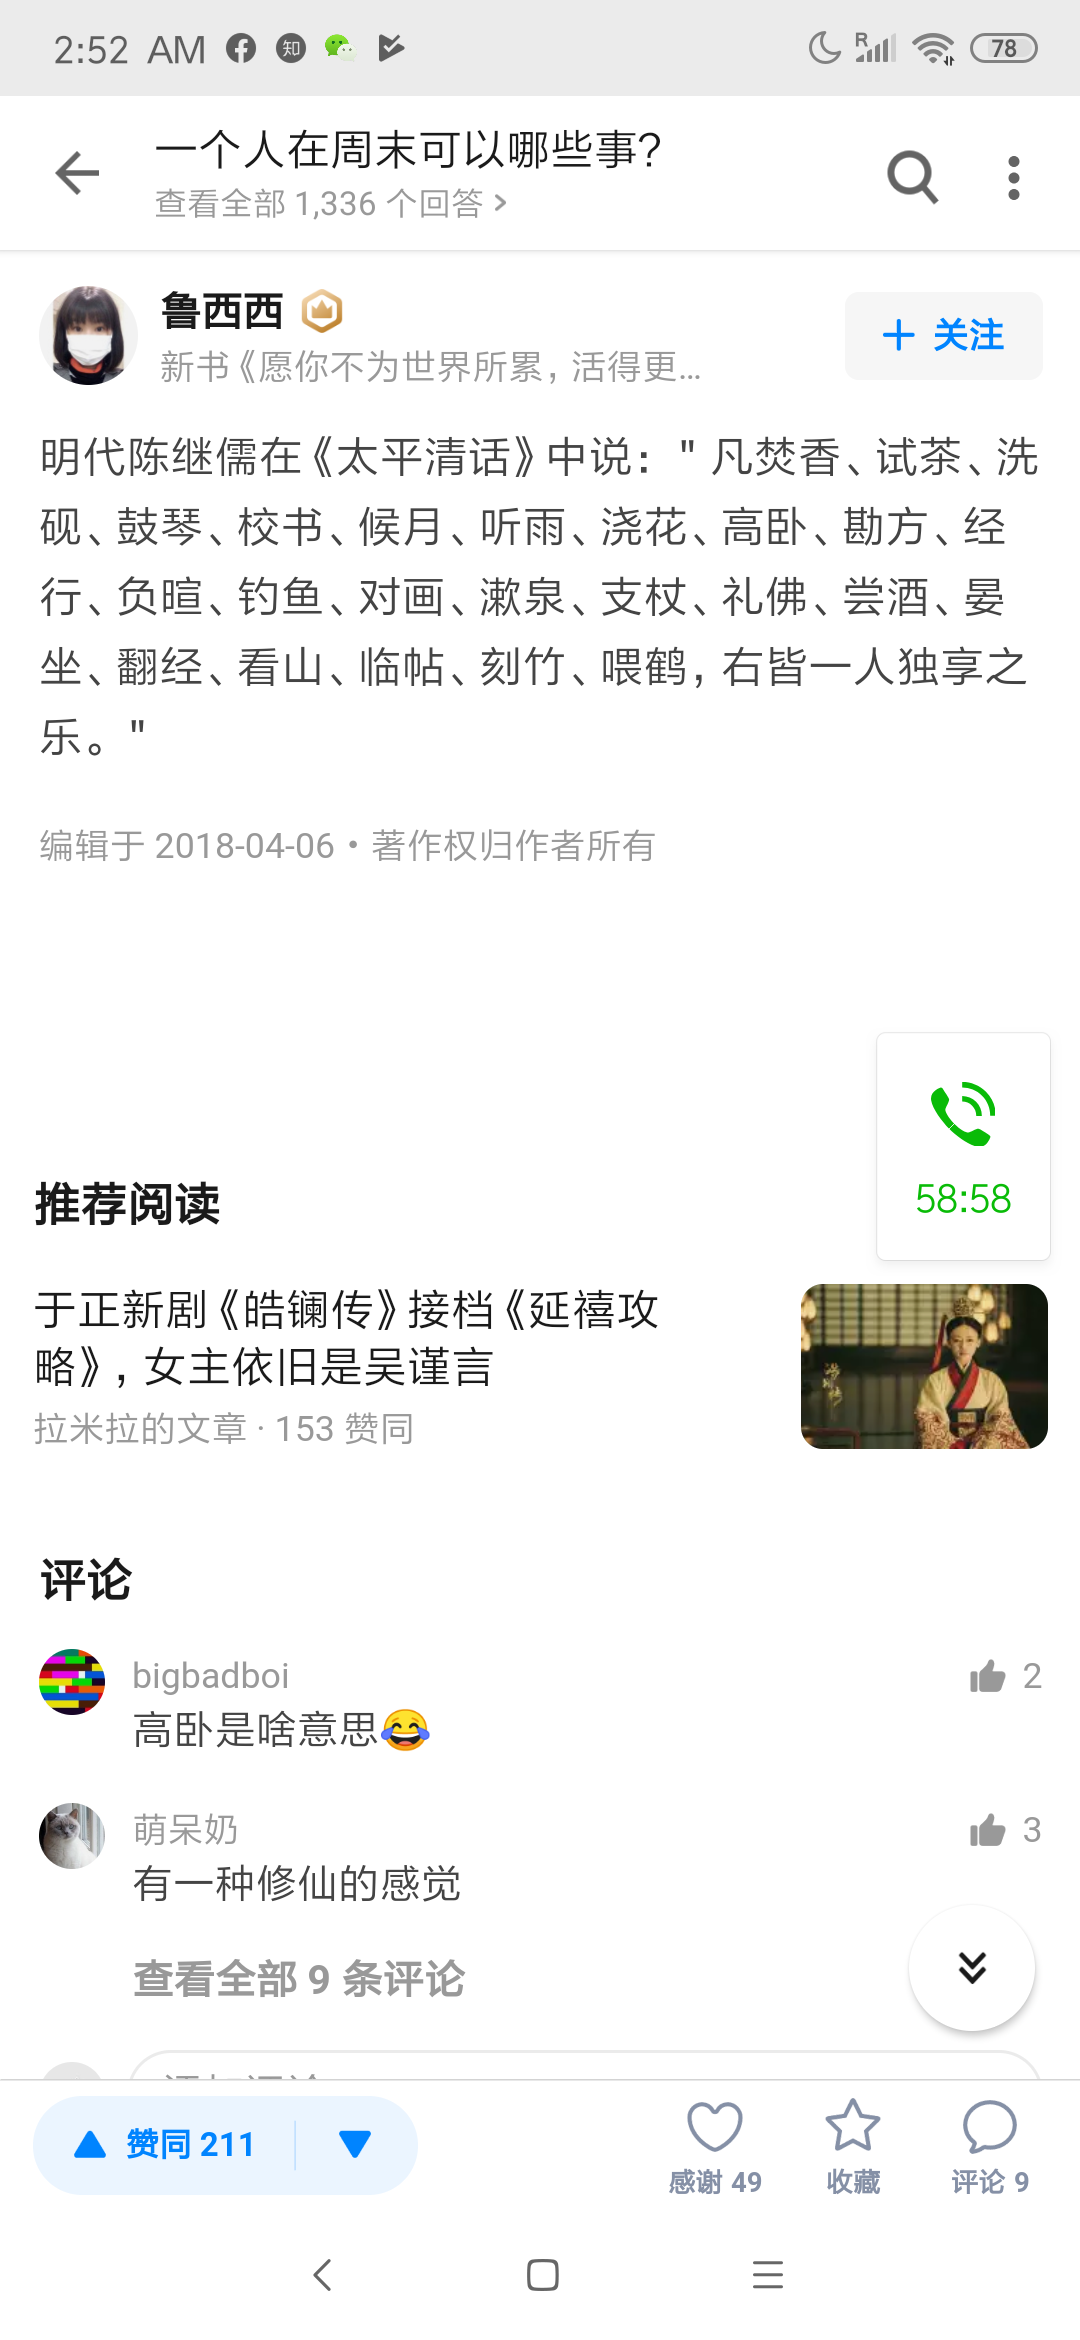 2:52 AM
知
R
78
一个人在周末可以哪些事?
查看全部 1,336 个回答
鲁西西
新书《愿你不为世界所累,活得更...
+ 关注
明代陈继儒在《太平清话》中说:" 凡焚香、试茶、洗
砚、鼓琴、校书、候月、听雨、浇花、高卧、勘方、经
行、负暄、钓鱼、对画、漱泉、支杖、礼佛、尝酒、晏
坐、翻经、看山、临帖、刻竹、喂鹤,右皆一人独享之
乐。"
编辑于 2018-04-06 · 著作权归作者所有
58:58
推荐阅读
于正新剧《皓镧传》接档《延禧攻
略》,女主依旧是吴谨言
拉米拉的文章 · 153 赞同
评论
bigbadboi
2
高卧是啥意思😂
萌呆奶
3
有一种修仙的感觉
查看全部 9 条评论
赞同 211
感谢 49
收藏
评论 9